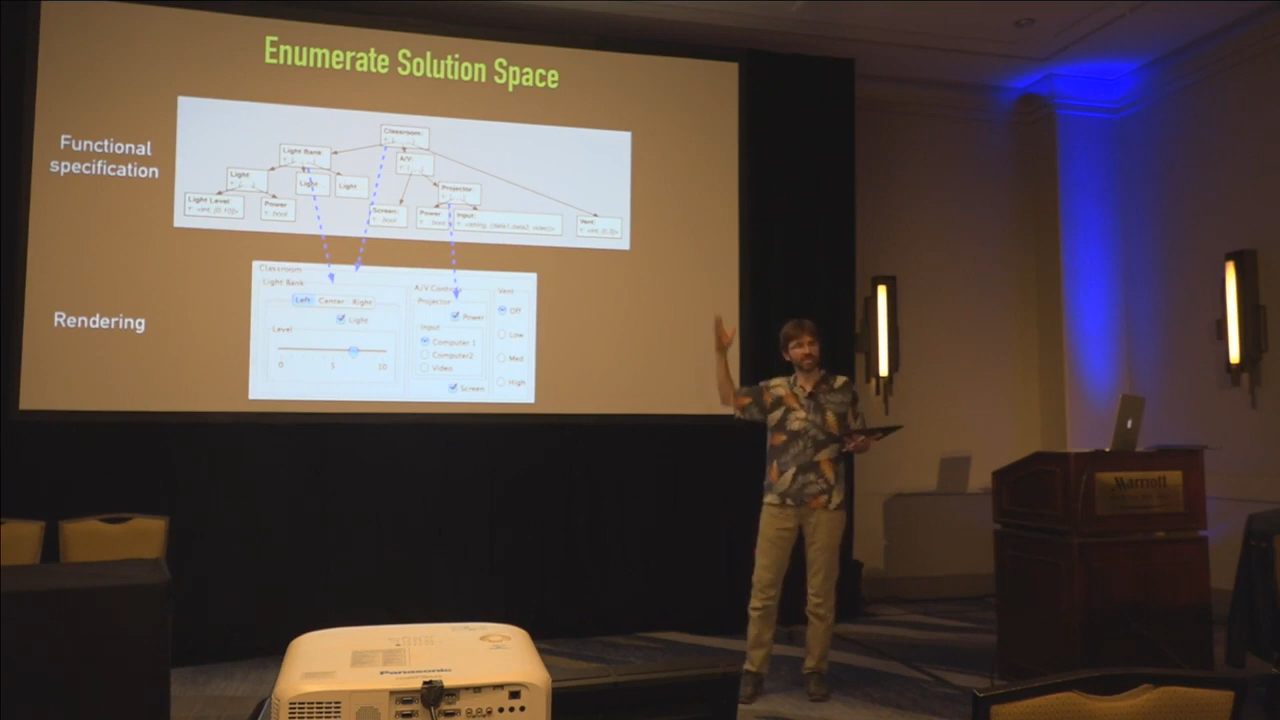 Enumerate Solution Space
Functional
specification
Classroom:
Light Bank:
A/V:
Light
Light
Light
Projector:
Light Level:
Power
Screen:
Power
Input:
Vent:
Rendering
Classroom
Light Bank
Left Center Right
Light
Level
0
10
A/V
Projector
Power
Input
Computer 1
Computer2
Video
Screen
Vent
Off
Low
Med
High
Marriott
Panasonic